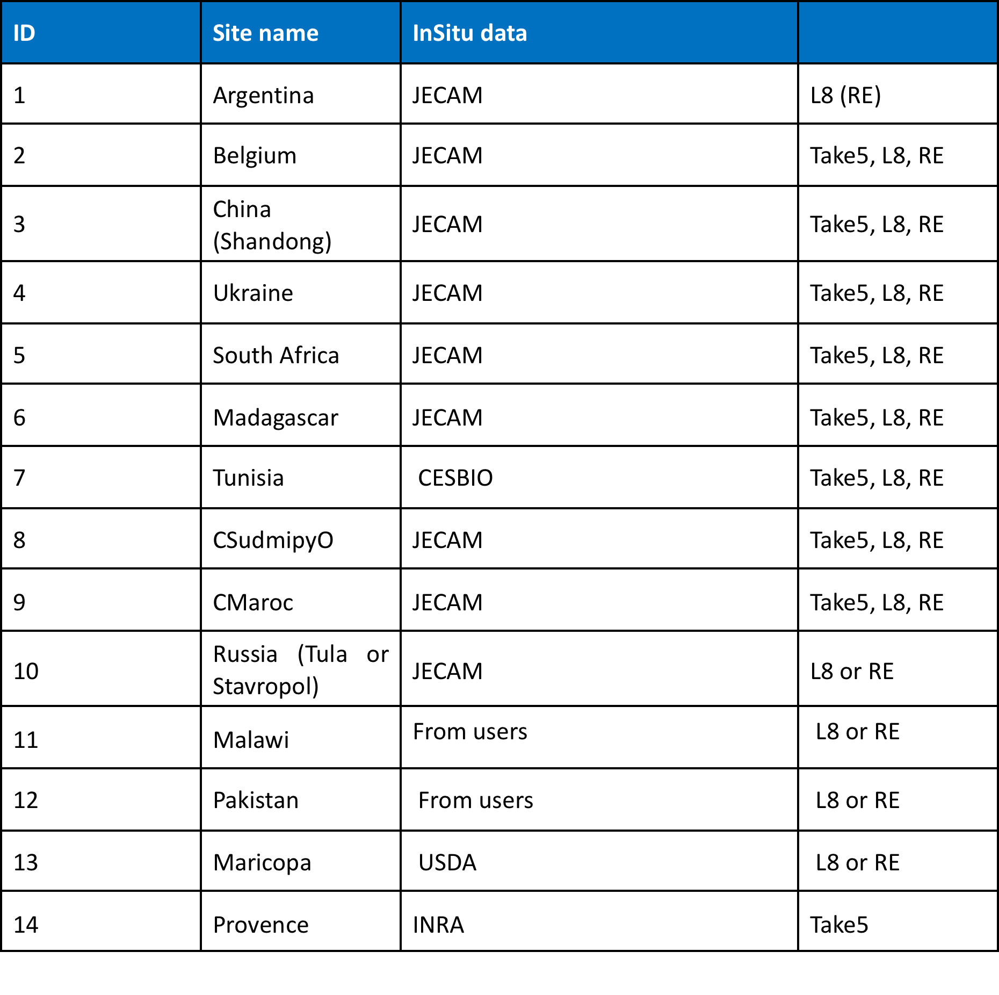 ID Site name InSitu data
1 Argentina JECAM L8 (RE)
2 Belgium JECAM Take5, L8, RE
3 China (Shandong) JECAM Take5, L8, RE
4 Ukraine JECAM Take5, L8, RE
5 South Africa JECAM Take5, L8, RE
6 Madagascar JECAM Take5, L8, RE
7 Tunisia CESBIO Take5, L8, RE
8 CSudmipyO JECAM Take5, L8, RE
9 CMaroc JECAM Take5, L8, RE
10 Russia (Tula or Stavropol) JECAM L8 or RE
11 Malawi From users L8 or RE
12 Pakistan From users L8 or RE
13 Maricopa USDA L8 or RE
14 Provence INRA Take5